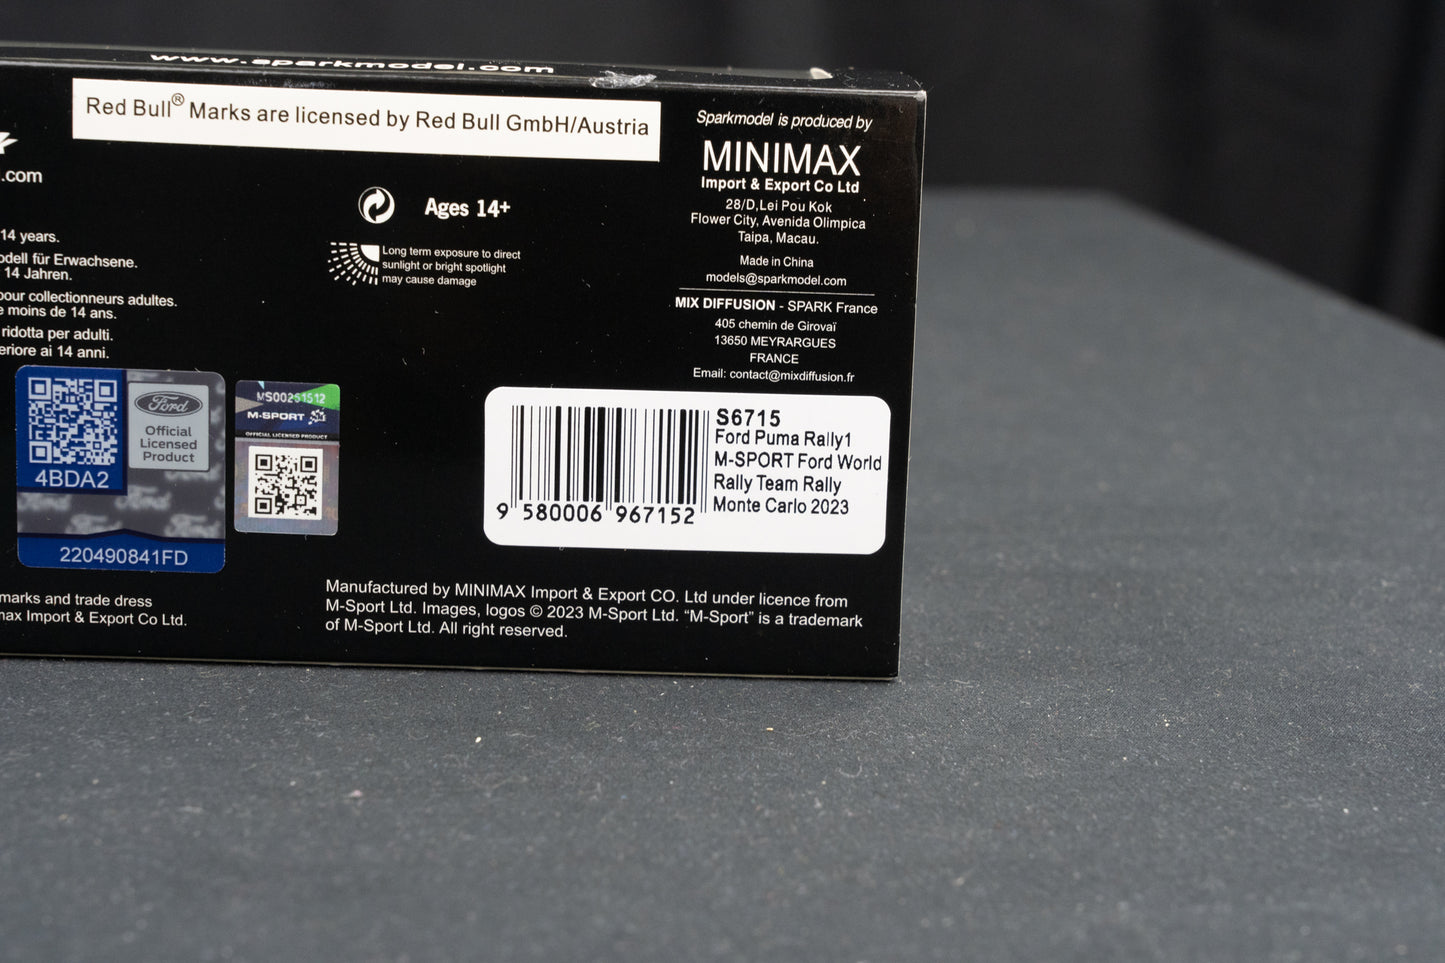 www.sparkmodel.com
Red Bull® Marks are licensed by Red Bull GmbH/Austria
.com
14 years.
odell für Erwachsene.
14 Jahren.
pour collectionneurs adultes.
moins de 14 ans.
ridotta per adulti.
eriore ai 14 anni.
Ages 14+
Long term exposure to direct
sunlight or bright spotlight
may cause damage
Sparkmodel is produced by
MINIMAX
Import & Export Co Ltd
28/D,Lei Pou Kok
Flower City, Avenida Olimpica
Taipa, Macau.
Made in China
models@sparkmodel.com
MIX DIFFUSION - SPARK France
405 chemin de Girovaï
13650 MEYRARGUES
FRANCE
Email: contact@mixdiffusion.fr
4BDA2
Ford
Official
Licensed
Product
220490841FD
M-SPORT
OFFICIAL LICENSED PRODUCT
S6715
Ford Puma Rally1
M-SPORT Ford World
Rally Team Rally
Monte Carlo 2023
9 580006 967152
marks and trade dress
max Import & Export Co Ltd.
Manufactured by MINIMAX Import & Export CO. Ltd under licence from
M-Sport Ltd. Images, logos © 2023 M-Sport Ltd. “M-Sport” is a trademark
of M-Sport Ltd. All right reserved.